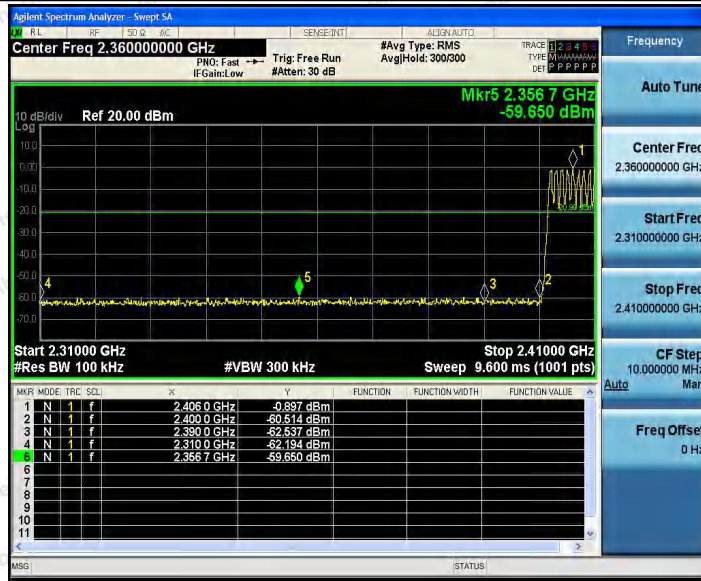 Agilent Spectrum Analyzer - Swept SA
RL RF 50 Ω AC SENSE:INT ALIGN AUTO
Center Freq 2.360000000 GHz
PNO: Fast
IFGain:Low
Trig: Free Run
#Atten: 30 dB
#Avg Type: RMS
Avg|Hold: 300/300
TRACE 1 2 3 4 5 6
TYPE M
DET P P P P P P
Mkr5 2.356 7 GHz
-59.650 dBm
10 dB/div Ref 20.00 dBm
Log
10.0
0.00
-10.0
-20.0
-30.0
-40.0
-50.0
-60.0
-70.0
1
2
3
4
5
Start 2.31000 GHz
Stop 2.41000 GHz
#Res BW 100 kHz
#VBW 300 kHz
Sweep 9.600 ms (1001 pts)
MKR MODE TRC SCL X Y FUNCTION FUNCTION WIDTH FUNCTION VALUE
1 N 1 f 2.406 0 GHz -0.897 dBm
2 N 1 f 2.400 0 GHz -60.514 dBm
3 N 1 f 2.390 0 GHz -62.537 dBm
4 N 1 f 2.310 0 GHz -62.194 dBm
5 N 1 f 2.356 7 GHz -59.650 dBm
6
7
8
9
10
11
MSG
STATUS
Frequency
Auto Tune
Center Freq
2.360000000 GHz
Start Freq
2.310000000 GHz
Stop Freq
2.410000000 GHz
CF Step
10.000000 MHz
Auto Man
Freq Offset
0 Hz